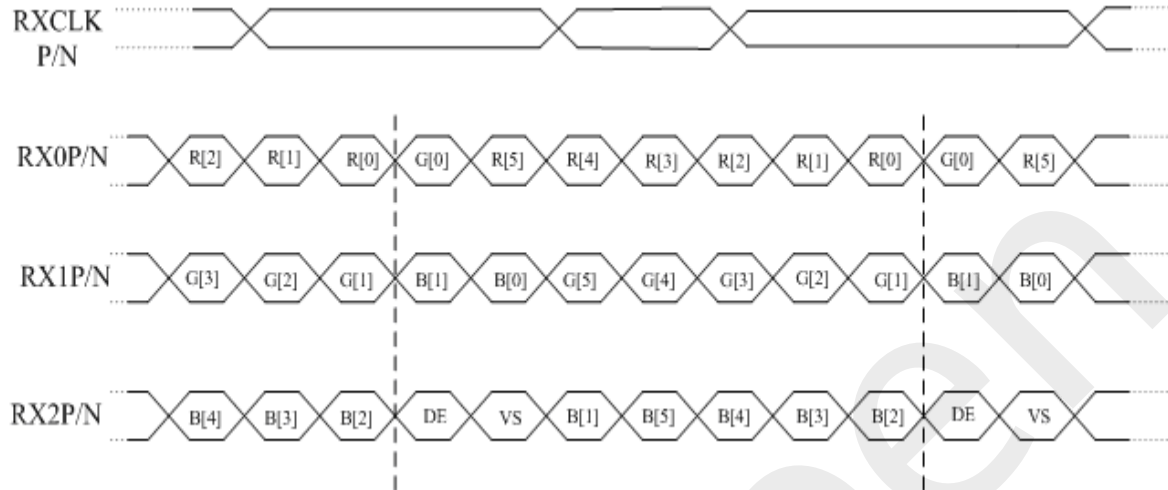 RXCLK
P/N
RX0P/N R[2] R[1] R[0] G[0] R[5] R[4] R[3] R[2] R[1] R[0] G[0] R[5]
RX1P/N G[3] G[2] G[1] B[1] B[0] G[5] G[4] G[3] G[2] G[1] B[1] B[0]
RX2P/N B[4] B[3] B[2] DE VS B[1] B[5] B[4] B[3] B[2] DE VS